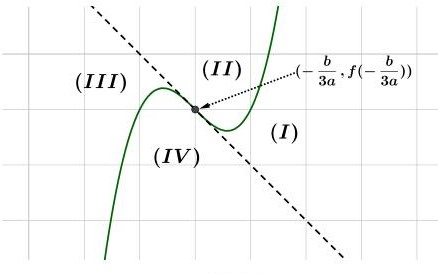 (II)
(-b/3a, f(-b/3a))
(III)
(I)
(IV)